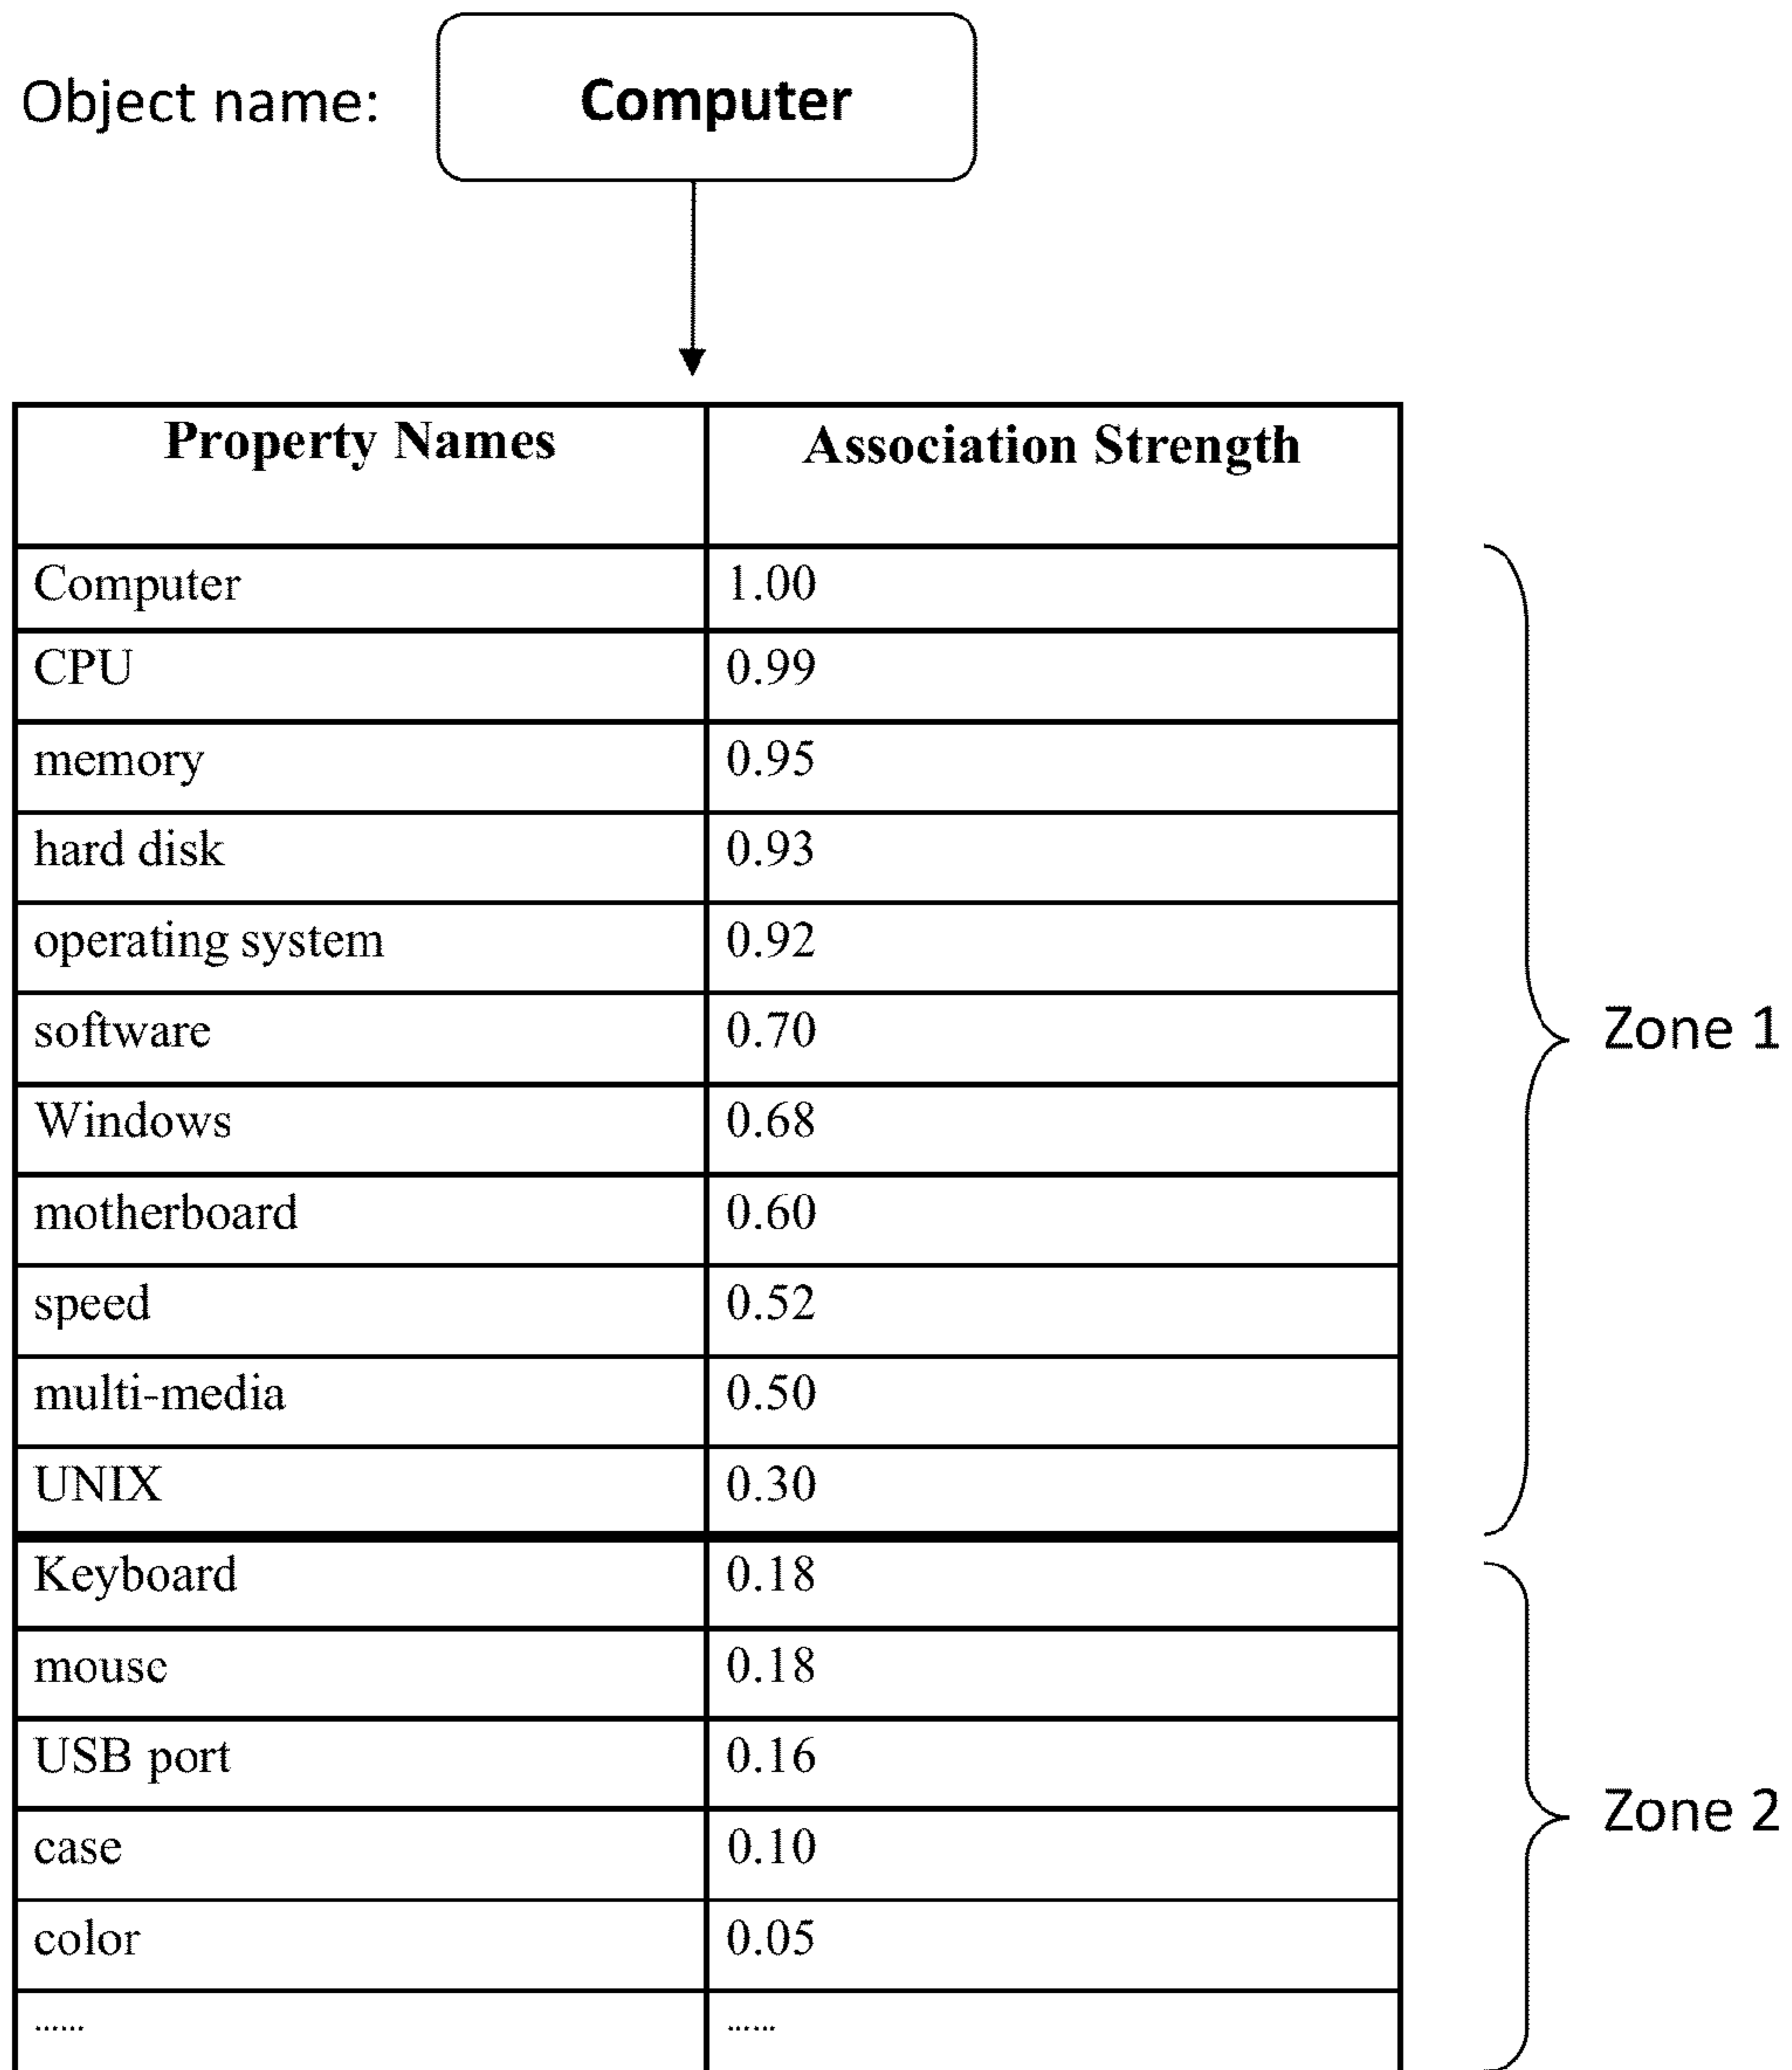 Object name: Computer
Property Names Association Strength
Computer 1.00
CPU 0.99
memory 0.95
hard disk 0.93
operating system 0.92
software 0.70
Zone 1
Windows 0.68
motherboard 0.60
speed 0.52
multi-media 0.50
UNIX 0.30
Keyboard 0.18
mouse 0.18
USB port 0.16
Zone 2
case 0.10
color 0.05
...... ......